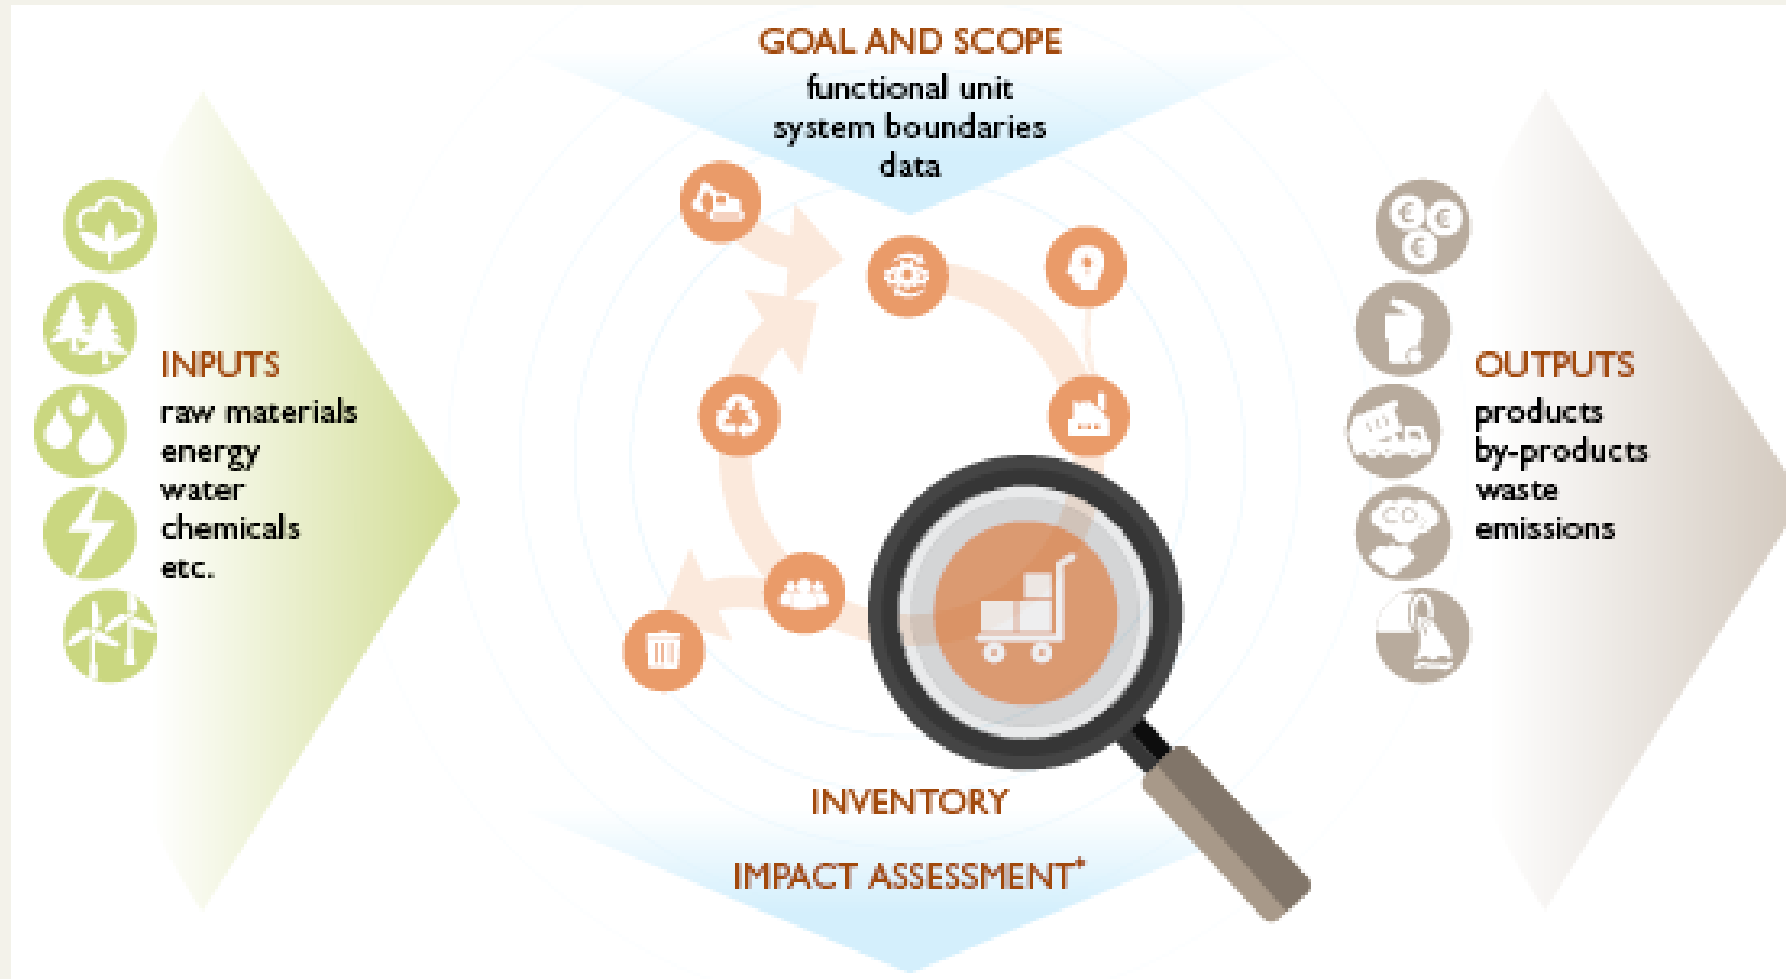 GOAL AND SCOPE
functional unit
system boundaries
data
INPUTS
raw materials
energy
water
chemicals
etc.
€ €
€
CO₂
OUTPUTS
products
by-products
waste
emissions
INVENTORY
IMPACT ASSESSMENT*